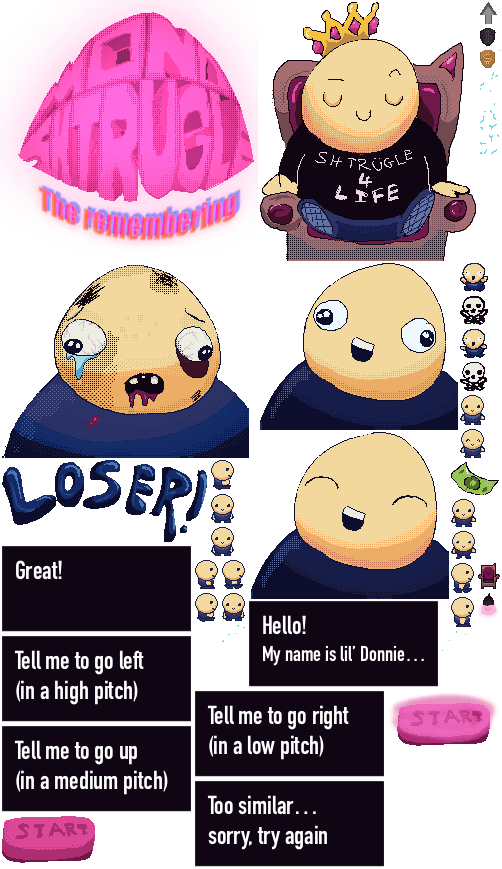 MONA
SHTRUGLE
The remembering
SHTRUGLE
4
LIFE
LOSER!
Great!
Hello!
My name is lil’ Donnie...
Tell me to go left
(in a high pitch)
Tell me to go right
(in a low pitch)
START
Tell me to go up
(in a medium pitch)
Too similar...
sorry, try again
START